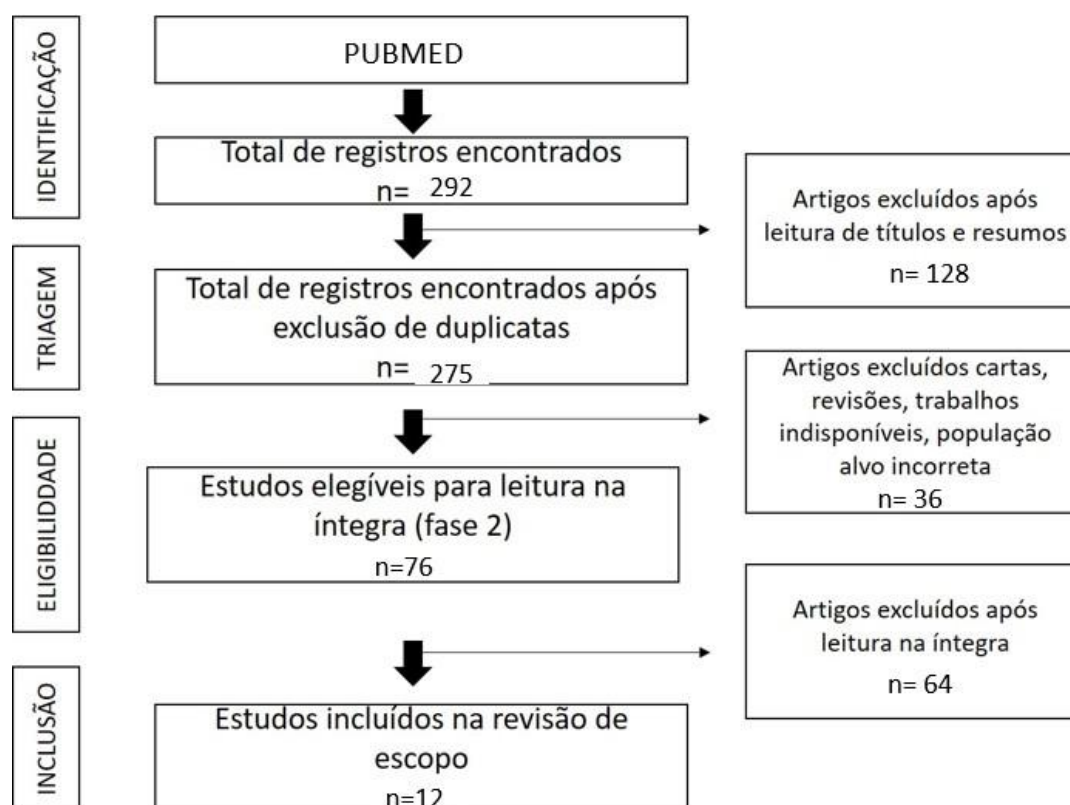 IDENTIFICAÇÃO
PUBMED
Total de registros encontrados
n= 292
Artigos excluídos após
leitura de títulos e resumos
n= 128
TRIAGEM
Total de registros encontrados após
exclusão de duplicatas
n= 275
Artigos excluídos cartas,
revisões, trabalhos
indisponíveis, população
alvo incorreta
n= 36
ELIGIBILIDDADE
Estudos elegíveis para leitura na
íntegra (fase 2)
n=76
Artigos excluídos após
leitura na íntegra
n= 64
INCLUSÃO
Estudos incluídos na revisão de
escopo
n=12